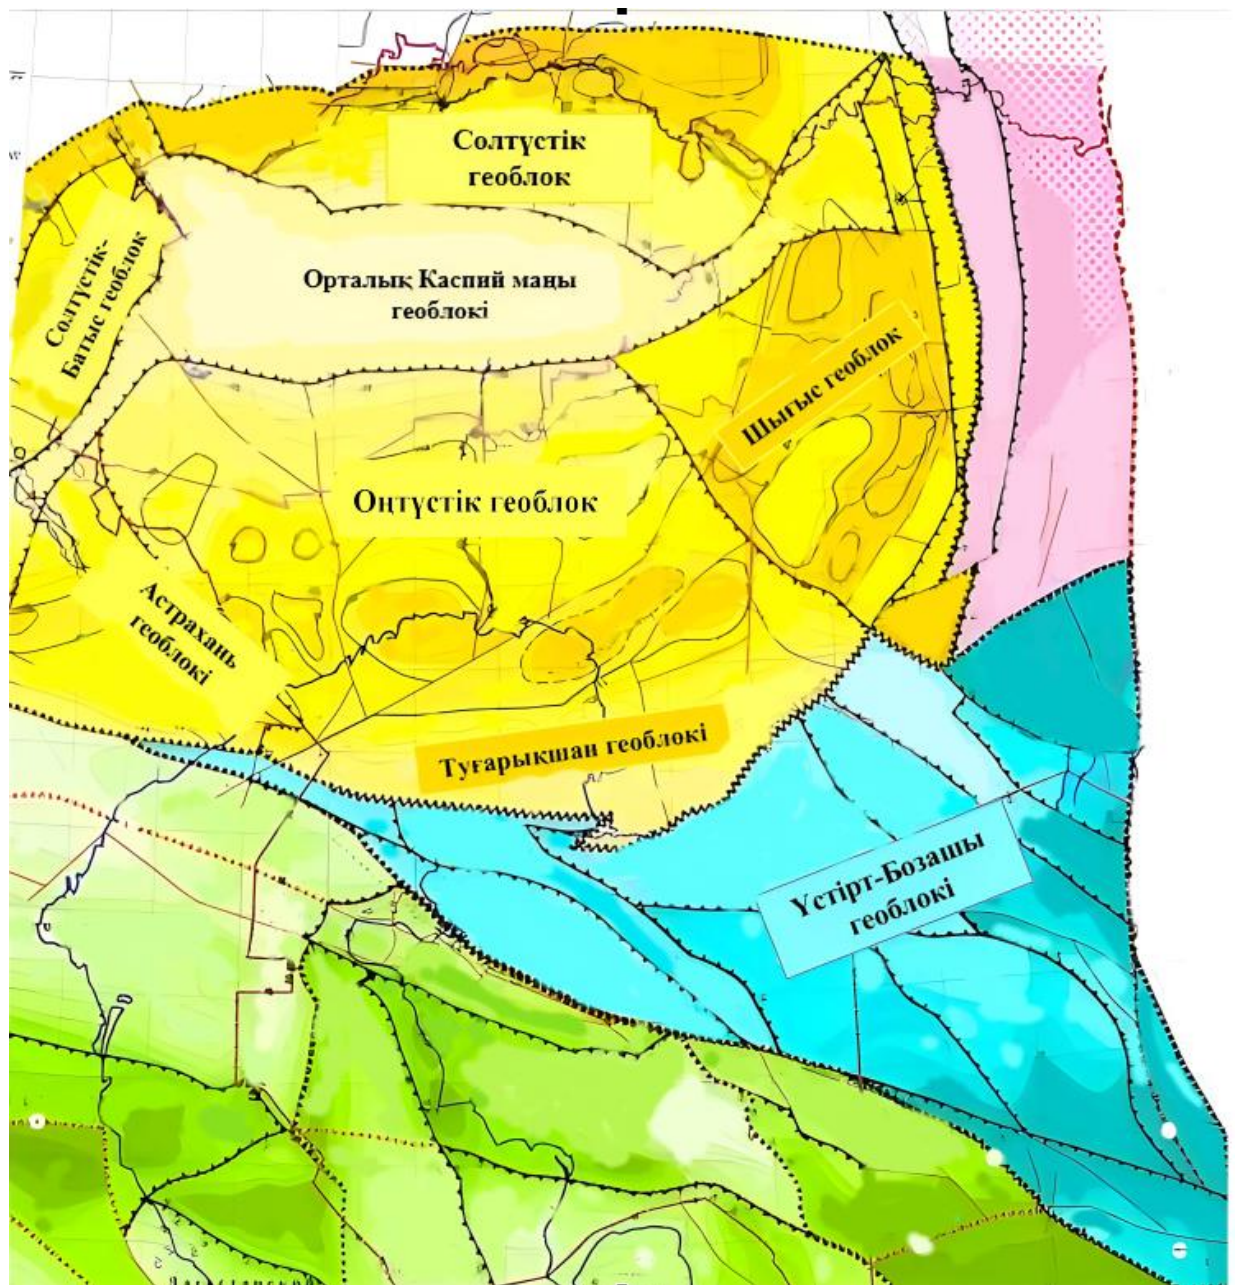 Солтүстік
геоблок
Солтүстік-
Батыс геоблок
Орталық Каспий маңы
геоблокі
Шығыс геоблок
Оңтүстік геоблок
Астрахань
геоблокі
Туғарықшан геоблокі
Үстірт-Бозашы
геоблокі